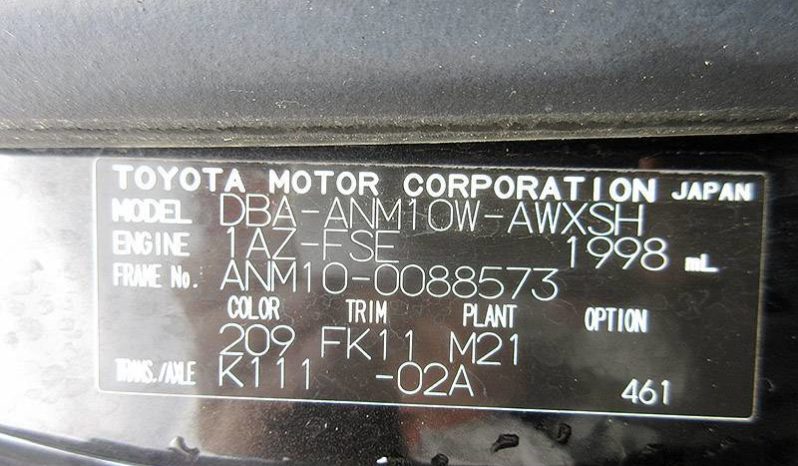 TOYOTA MOTOR CORPORATION JAPAN
MODEL DBA-ANM10W-AWXSH
ENGINE 1AZ-FSE 1998 mL
FRAME No. ANM10-0088573
COLOR TRIM PLANT OPTION
209 FK11 M21
TRANS./AXLE K111 -02A 461